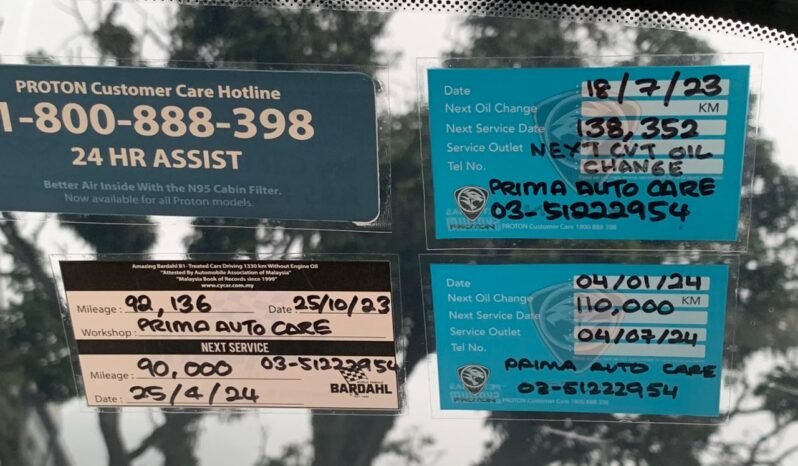 PROTON Customer Care Hotline
1-800-888-398
24 HR ASSIST
Better Air Inside With the N95 Cabin Filter.
Now available for all Proton models.
Date 18/7/23
Next Oil Change KM
Next Service Date 138,352
Service Outlet NEXT CVT OIL
Tel No. CHANGE
PRIMA AUTO CARE
03-51222954
PROTON PROTON Customer Care 1800 888 398
Amazing Bardahl B1- Treated Cars Driving 1330 km Without Engine Oil
"Attested By Automobile Association of Malaysia"
"Malaysia Book of Records since 1999"
www.cycar.com.my
Mileage : 92,136 Date : 25/10/23
Workshop : PRIMA AUTO CARE
NEXT SERVICE
Mileage : 90,000 03-51222954
Date : 25/4/24
BARDAHL
Date 04/01/24
Next Oil Change 110,000 KM
Next Service Date
Service Outlet 04/07/24
Tel No.
PRIMA AUTO CARE
03-51222954
PROTON PROTON Customer Care 1800 888 398